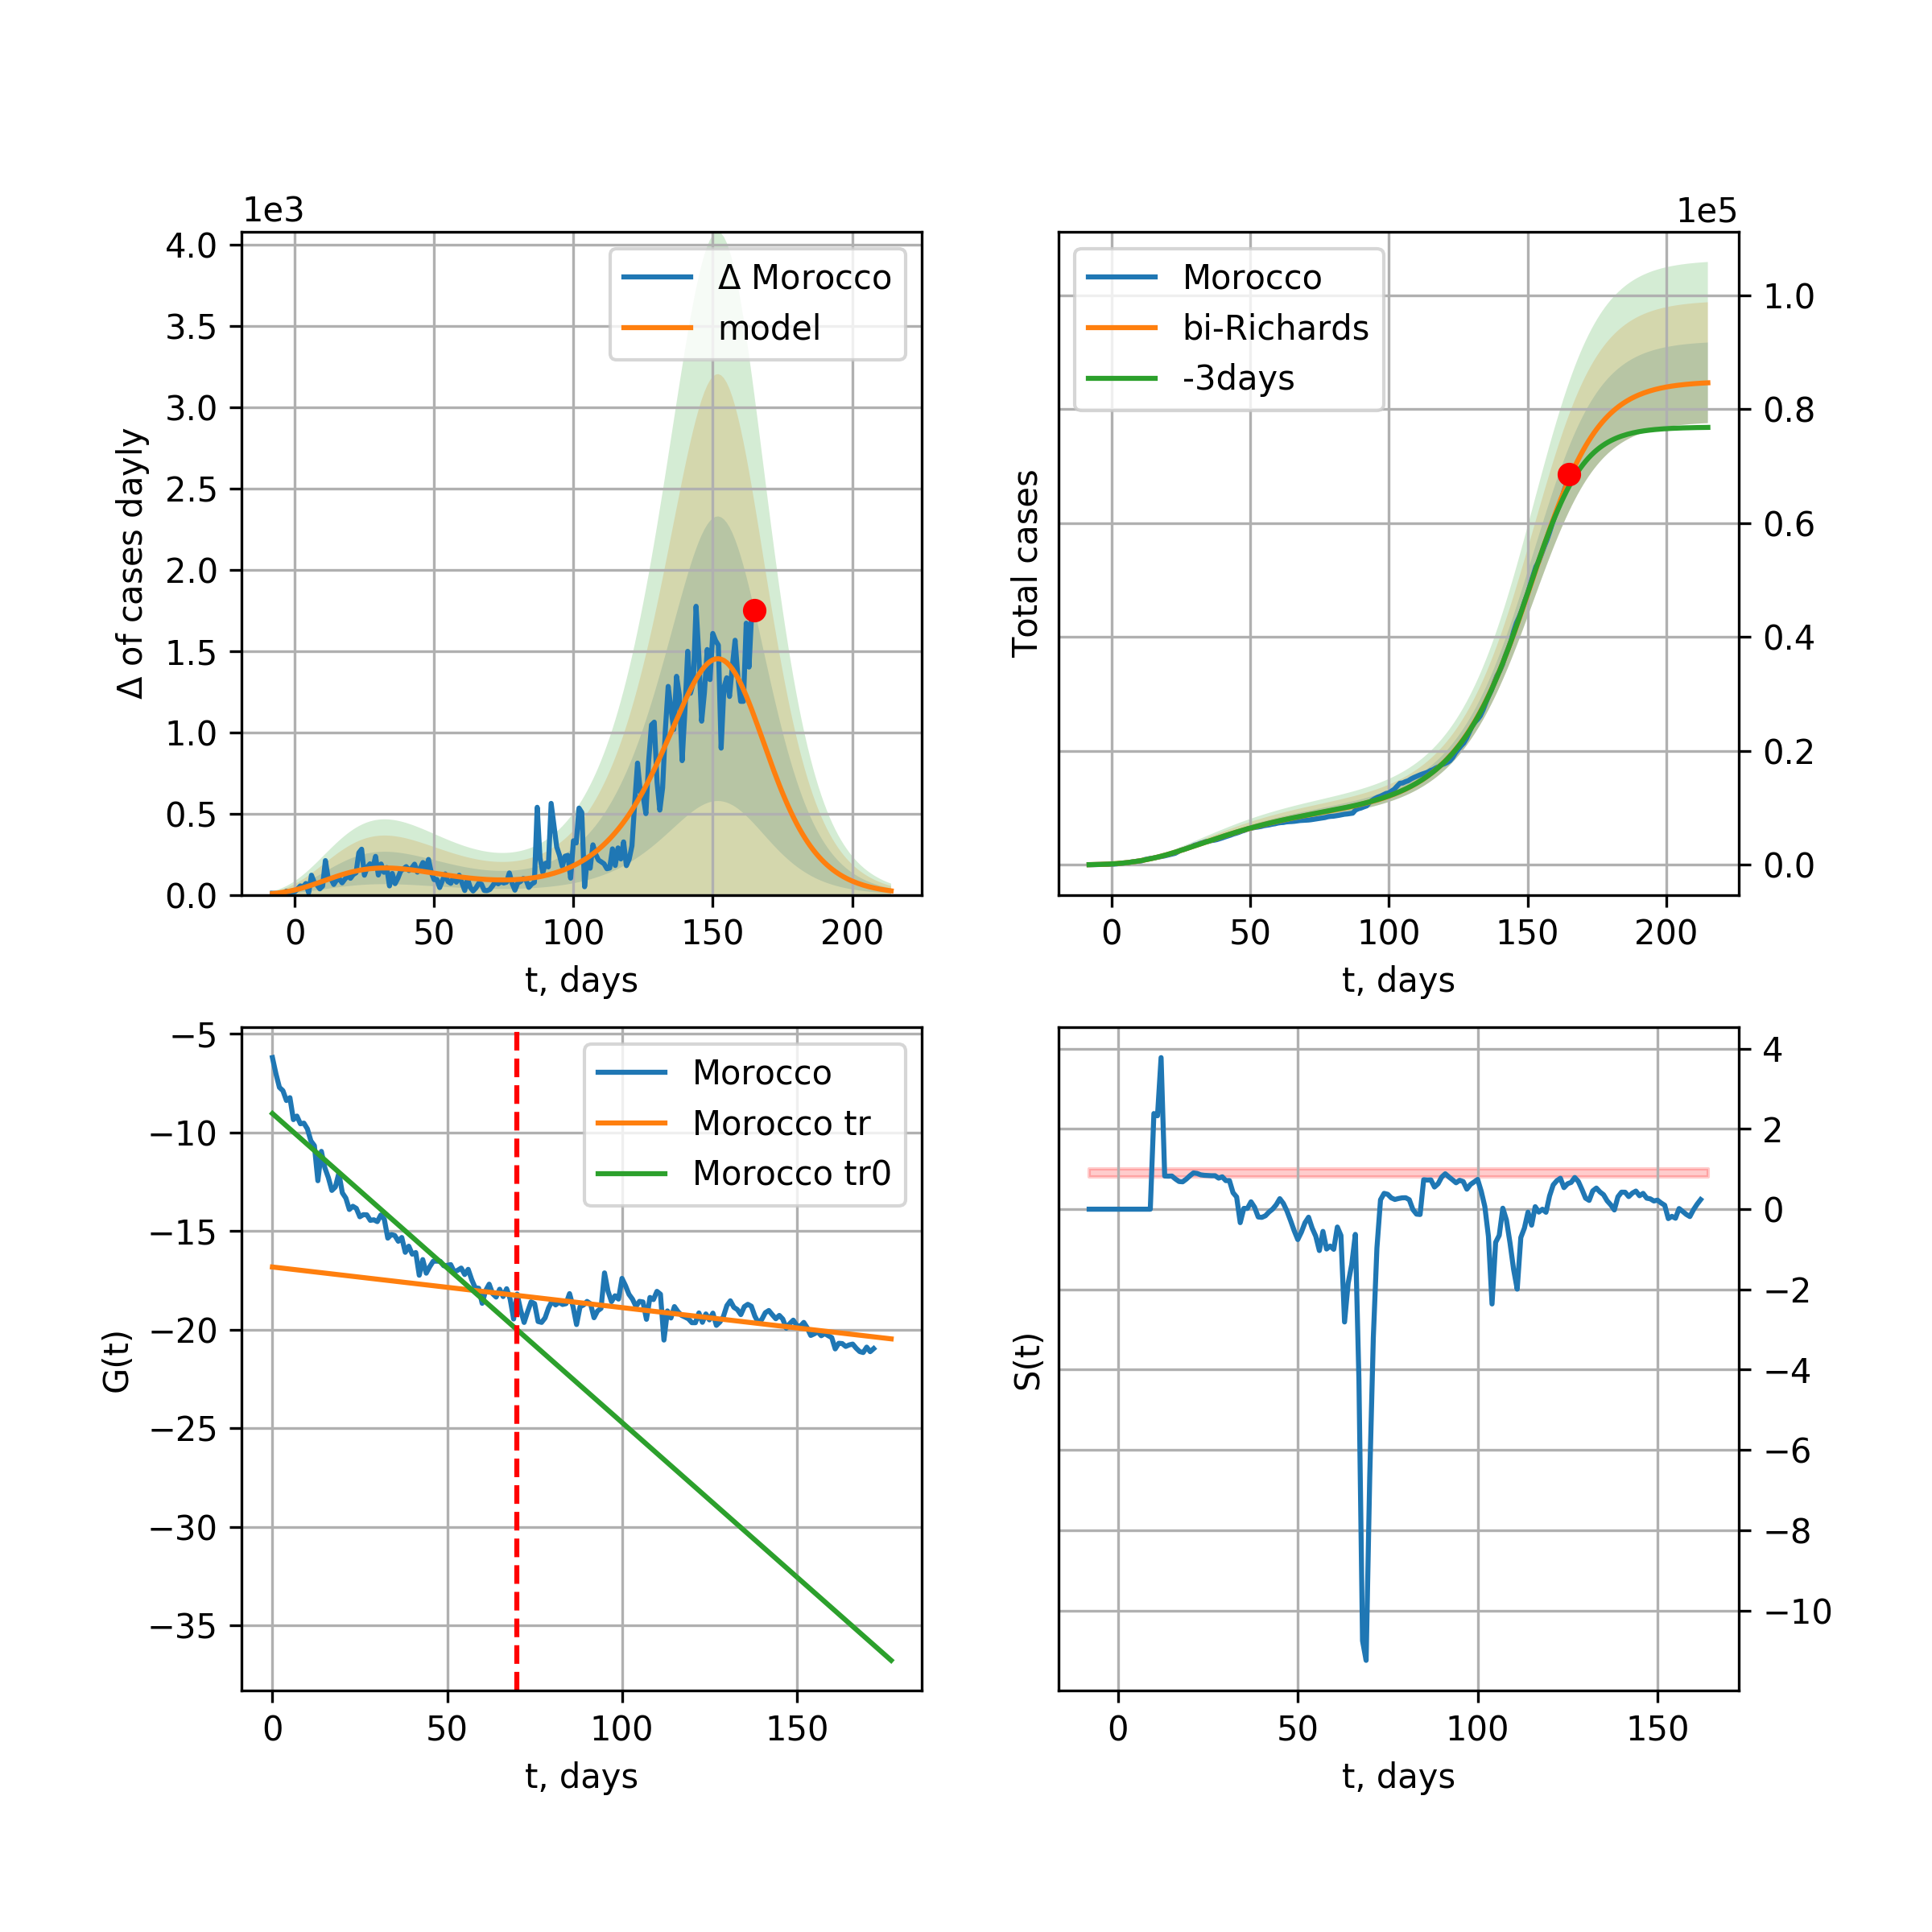 1e3
4.0
3.5
3.0
2.5
2.0
1.5
1.0
0.5
0.0
Δ of cases dayly
Δ Morocco
model
0 50 100 150 200
t, days
1e5
Total cases
Morocco
bi-Richards
-3days
1.0
0.8
0.6
0.4
0.2
0.0
0 50 100 150 200
t, days
−5
−10
−15
−20
−25
−30
−35
G(t)
Morocco
Morocco tr
Morocco tr0
0 50 100 150
t, days
S(t)
4
2
0
−2
−4
−6
−8
−10
0 50 100 150
t, days